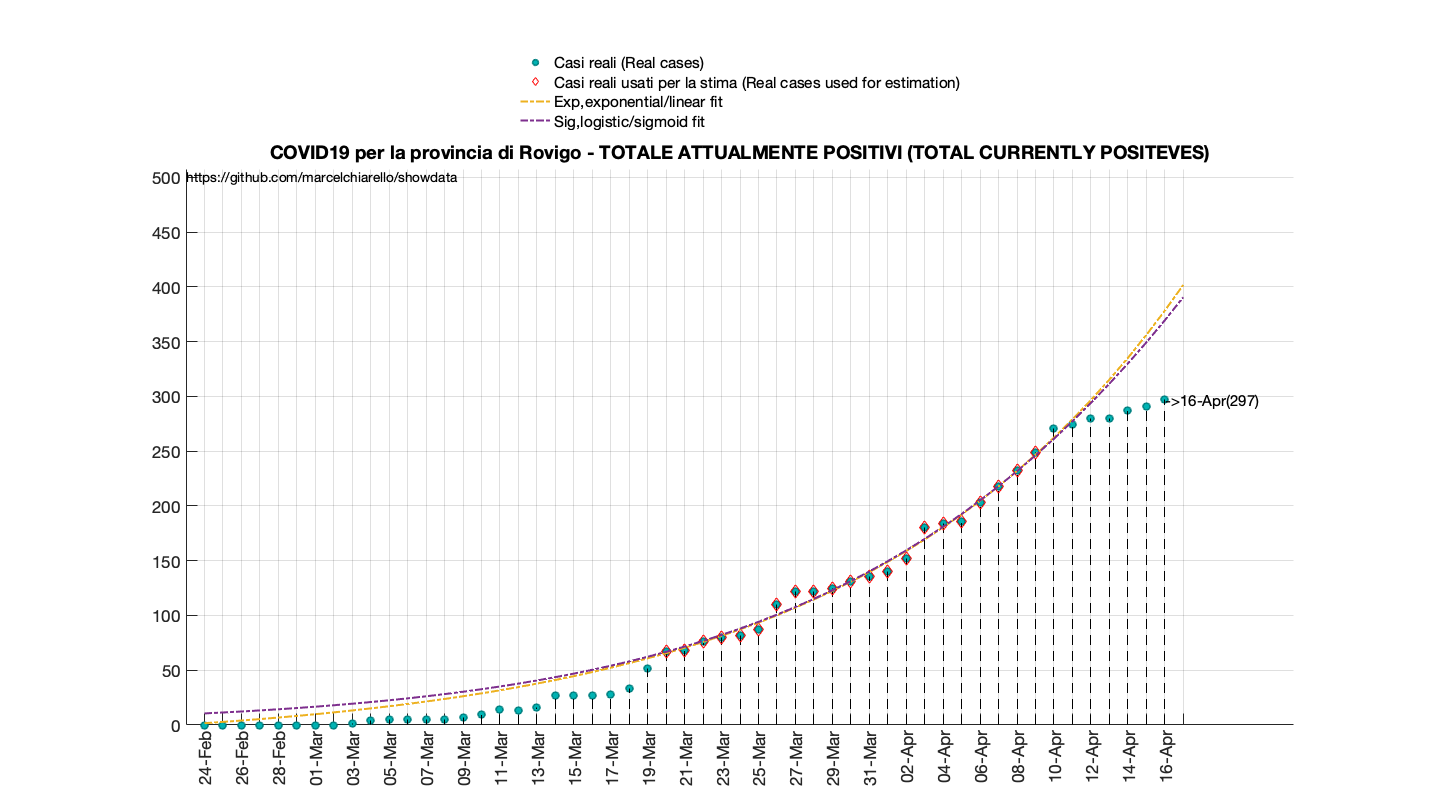 Casi reali (Real cases)
Casi reali usati per la stima (Real cases used for estimation)
Exp,exponential/linear fit
Sig,logistic/sigmoid fit
COVID19 per la provincia di Rovigo - TOTALE ATTUALMENTE POSITIVI (TOTAL CURRENTLY POSITEVES)
https://github.com/marcelchiarello/showdata
500
450
400
350
300
250
200
150
100
50
0
->16-Apr(297)
24-Feb
26-Feb
28-Feb
01-Mar
03-Mar
05-Mar
07-Mar
09-Mar
11-Mar
13-Mar
15-Mar
17-Mar
19-Mar
21-Mar
23-Mar
25-Mar
27-Mar
29-Mar
31-Mar
02-Apr
04-Apr
06-Apr
08-Apr
10-Apr
12-Apr
14-Apr
16-Apr